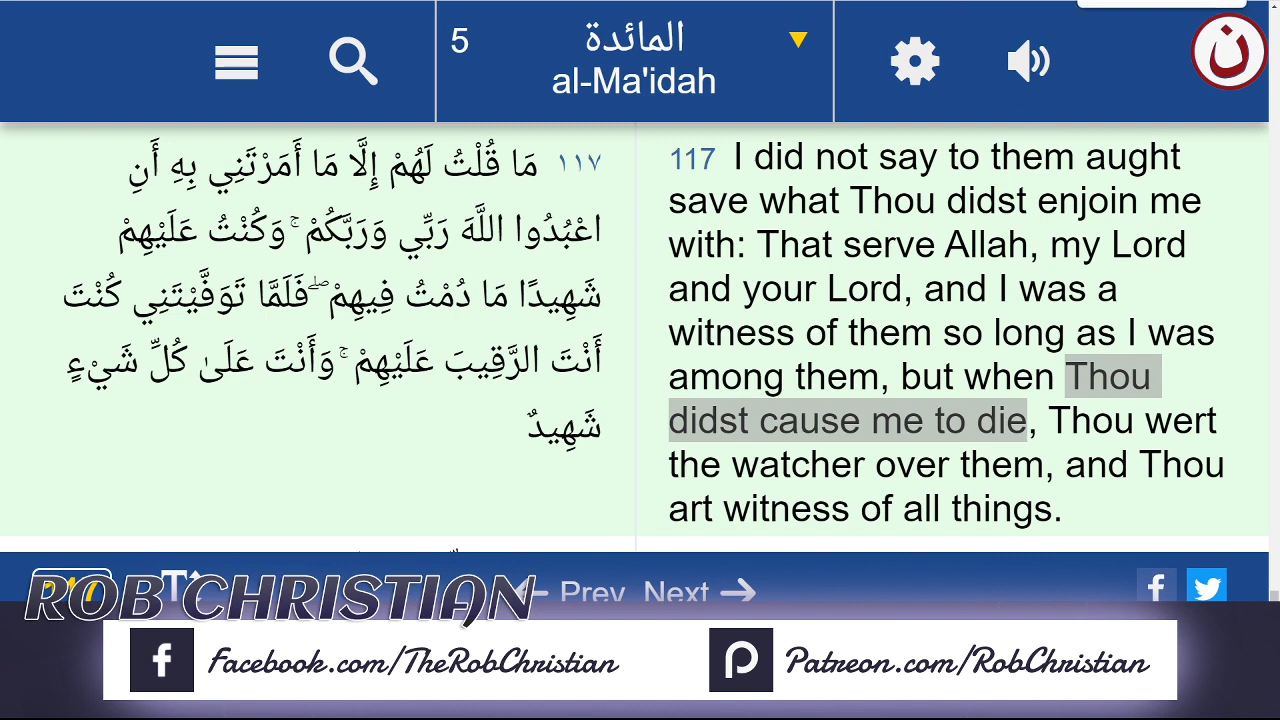 5
المائدة
al-Ma'idah
ن
١١٧ مَا قُلْتُ لَهُمْ إِلَّا مَا أَمَرْتَنِي بِهِ أَنِ
اعْبُدُوا اللَّهَ رَبِّي وَرَبَّكُمْ ۚ وَكُنْتُ عَلَيْهِمْ
شَهِيدًا مَا دُمْتُ فِيهِمْ ۖ فَلَمَّا تَوَفَّيْتَنِي كُنْتَ
أَنْتَ الرَّقِيبَ عَلَيْهِمْ ۚ وَأَنْتَ عَلَىٰ كُلِّ شَيْءٍ
شَهِيدٌ
117 I did not say to them aught
save what Thou didst enjoin me
with: That serve Allah, my Lord
and your Lord, and I was a
witness of them so long as I was
among them, but when Thou
didst cause me to die, Thou wert
the watcher over them, and Thou
art witness of all things.
Prev Next
ROB CHRISTIAN
Facebook.com/TheRobChristian
Patreon.com/RobChristian